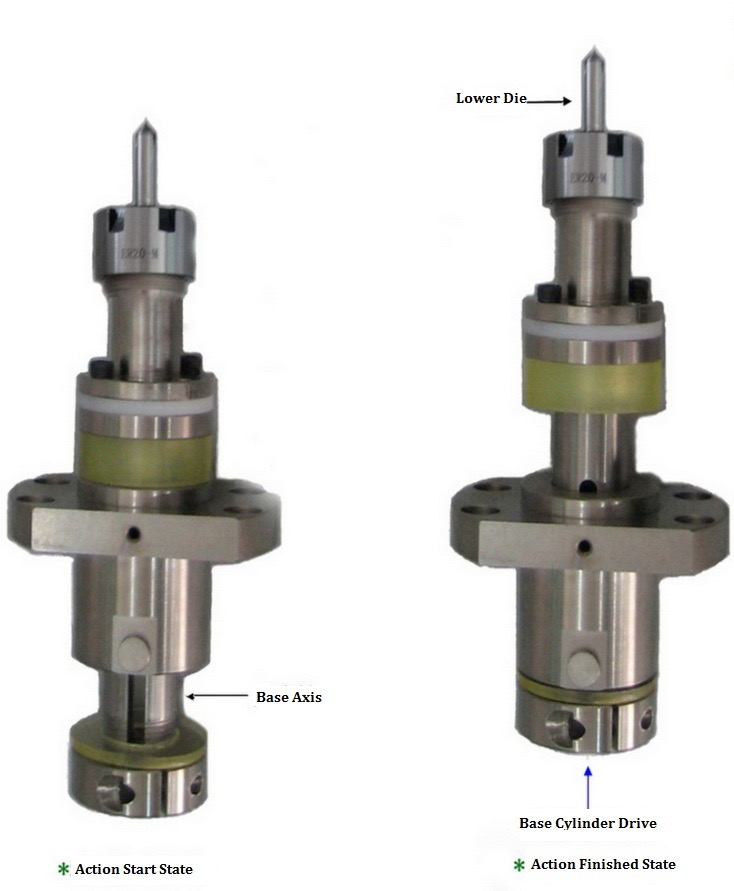 Lower Die
ER20-M
ER20-M
Base Axis
Base Cylinder Drive
* Action Start State
* Action Finished State